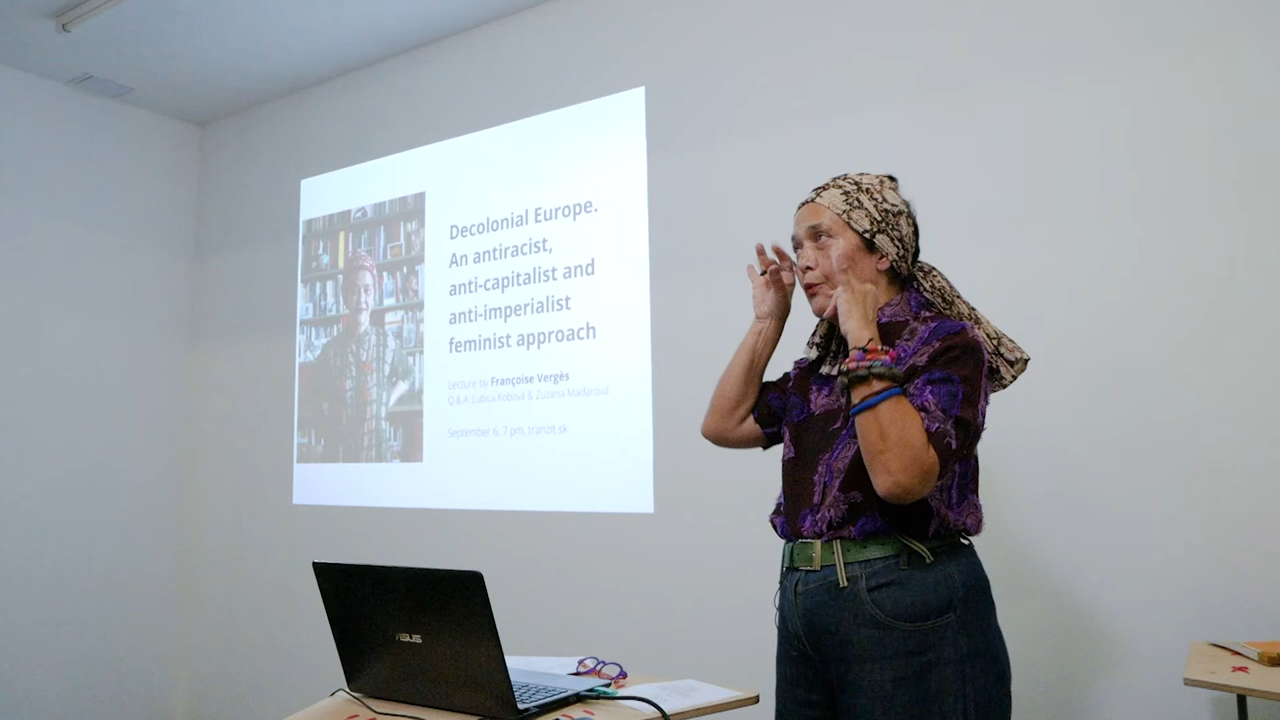 Decolonial Europe.
An antiracist,
anti-capitalist and
anti-imperialist
feminist approach
Lecture by Françoise Vergès
Q & A: Ľubica Kobová & Zuzana Maďarová
September 6, 7 pm, tranzit.sk
ASUS